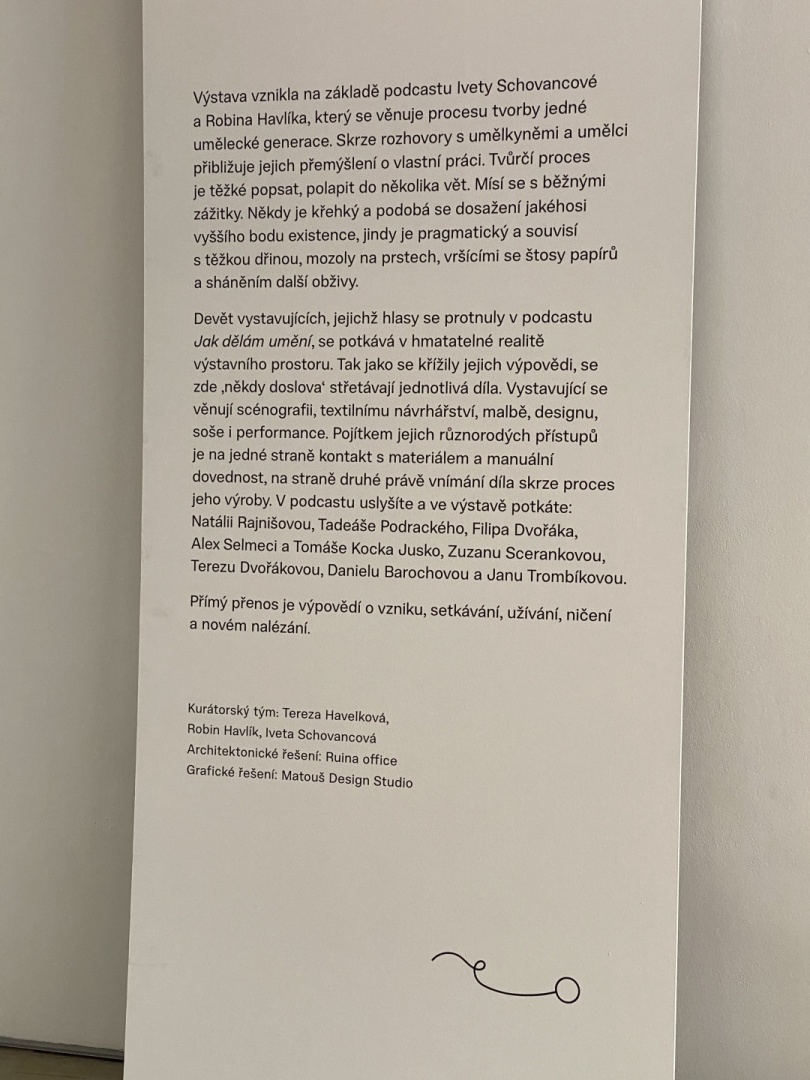 Výstava vznikla na základě podcastu Ivety Schovancové
a Robina Havlíka, který se věnuje procesu tvorby jedné
umělecké generace. Skrze rozhovory s umělkyněmi a umělci
přibližuje jejich přemýšlení o vlastní práci. Tvůrčí proces
je těžké popsat, polapit do několika vět. Mísí se s běžnými
zážitky. Někdy je křehký a podobá se dosažení jakéhosi
vyššího bodu existence, jindy je pragmatický a souvisí
s těžkou dřinou, mozoly na prstech, vršícími se štosy papírů
a sháněním další obživy.
Devět vystavujících, jejichž hlasy se protnuly v podcastu
Jak dělám umění, se potkává v hmatatelné realitě
výstavního prostoru. Tak jako se křížily jejich výpovědi, se
zde ‚někdy doslova‘ střetávají jednotlivá díla. Vystavující se
věnují scénografii, textilnímu návrhářství, malbě, designu,
soše i performance. Pojítkem jejich různorodých přístupů
je na jedné straně kontakt s materiálem a manuální
dovednost, na straně druhé právě vnímání díla skrze proces
jeho výroby. V podcastu uslyšíte a ve výstavě potkáte:
Natálii Rajnišovou, Tadeáše Podrackého, Filipa Dvořáka,
Alex Selmeci a Tomáše Kocka Jusko, Zuzanu Scerankovou,
Terezu Dvořákovou, Danielu Barochovou a Janu Trombíkovou.
Přímý přenos je výpovědí o vzniku, setkávání, užívání, ničení
a novém nalézání.
Kurátorský tým: Tereza Havelková,
Robin Havlík, Iveta Schovancová
Architektonické řešení: Ruina office
Grafické řešení: Matouš Design Studio